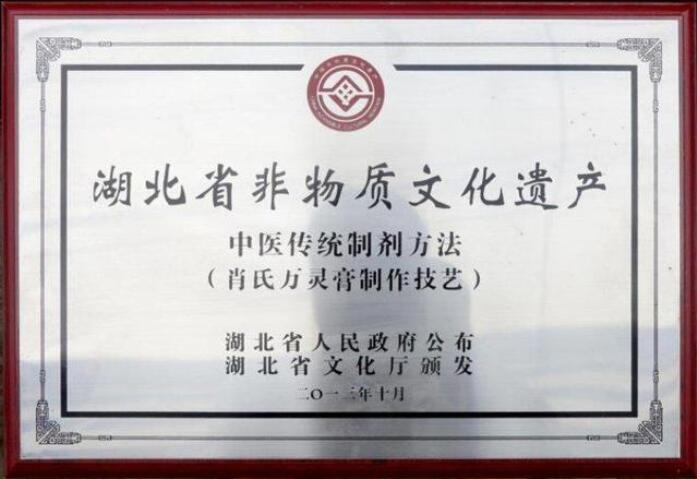 湖北省非物质文化遗产
中医传统制剂方法
（肖氏万灵膏制作技艺）
湖北省人民政府公布
湖北省文化厅颁发
二〇一三年十月